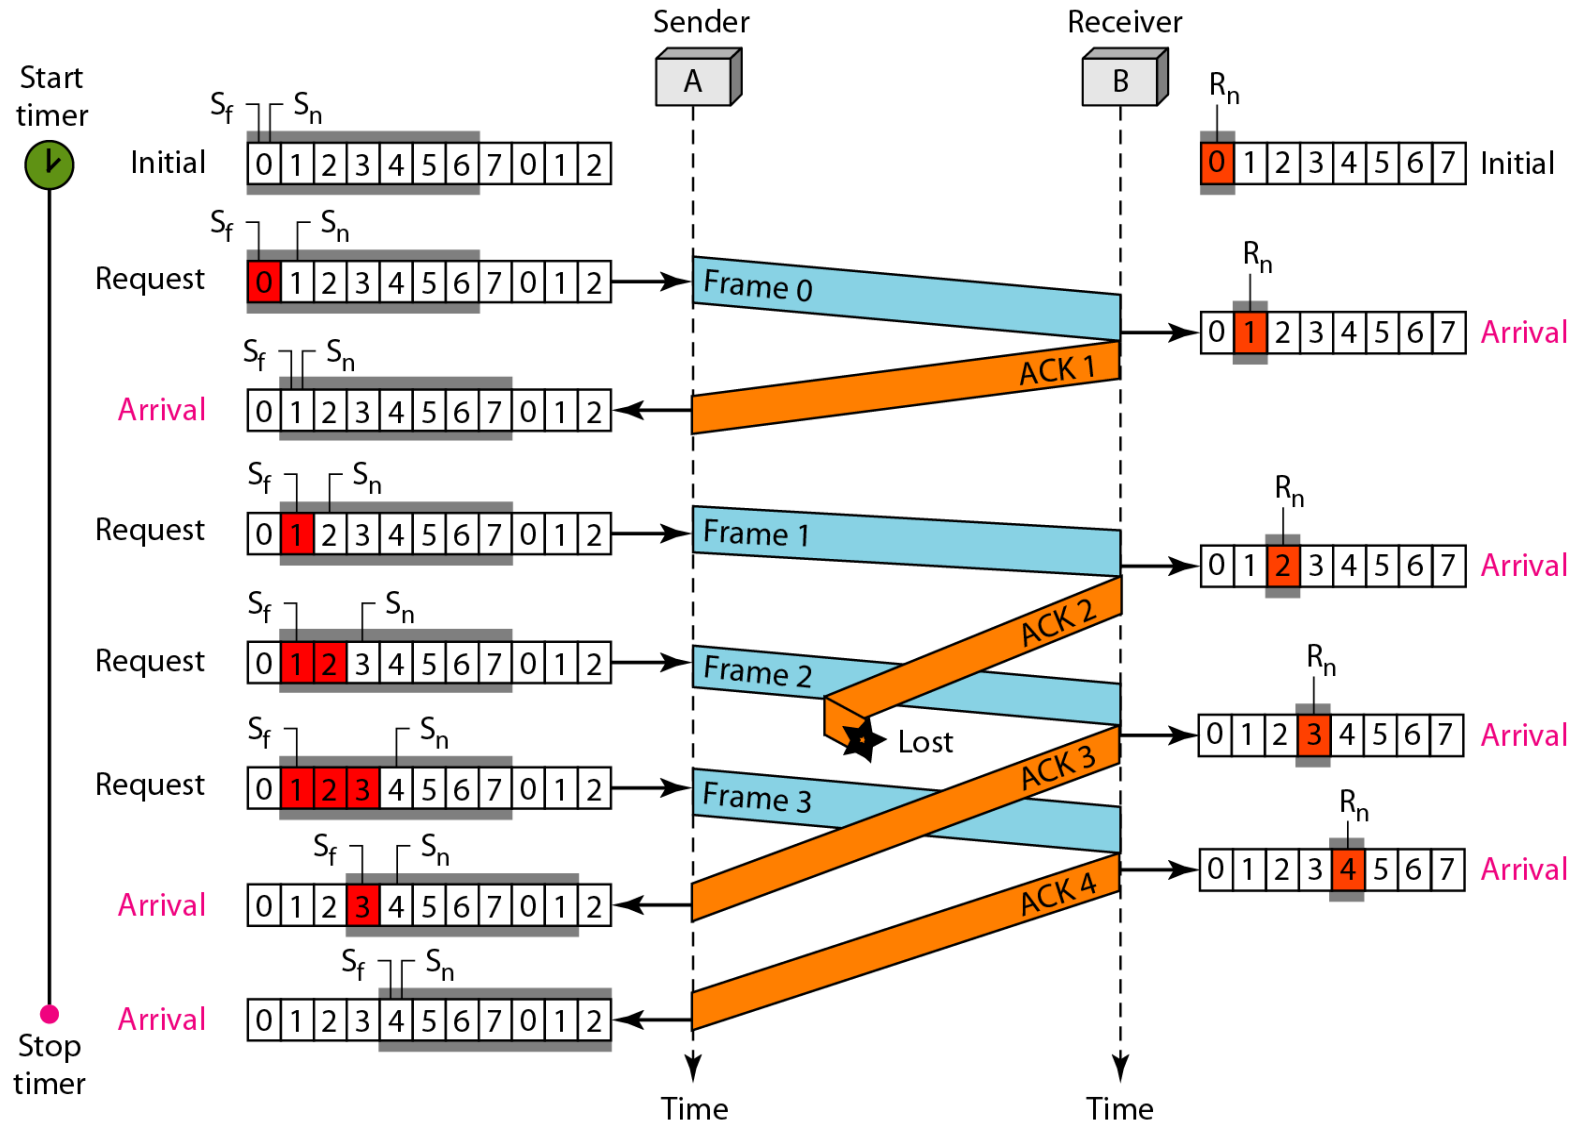 Sender
Receiver
A
B
Start
timer
Sf Sn
Rn
Initial 0 1 2 3 4 5 6 7 0 1 2
0 1 2 3 4 5 6 7 Initial
Sf Sn
Request 0 1 2 3 4 5 6 7 0 1 2
Frame 0
Rn
0 1 2 3 4 5 6 7 Arrival
Sf Sn
ACK 1
Arrival 0 1 2 3 4 5 6 7 0 1 2
Sf Sn
Request 0 1 2 3 4 5 6 7 0 1 2
Frame 1
Rn
0 1 2 3 4 5 6 7 Arrival
ACK 2
Sf Sn
Request 0 1 2 3 4 5 6 7 0 1 2
Frame 2
Lost
Rn
0 1 2 3 4 5 6 7 Arrival
Sf Sn
ACK 3
Request 0 1 2 3 4 5 6 7 0 1 2
Frame 3
Rn
0 1 2 3 4 5 6 7 Arrival
Sf Sn
ACK 4
Arrival 0 1 2 3 4 5 6 7 0 1 2
Sf Sn
Arrival 0 1 2 3 4 5 6 7 0 1 2
Stop
timer
Time
Time